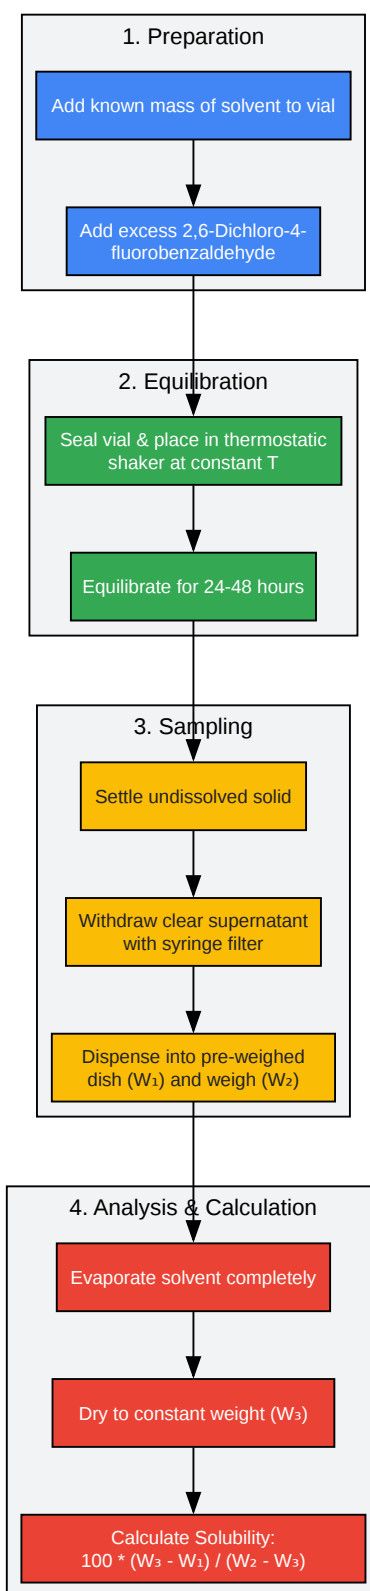 1. Preparation
Add known mass of solvent to vial
Add excess 2,6-Dichloro-4-
fluorobenzaldehyde
2. Equilibration
Seal vial & place in thermostatic
shaker at constant T
Equilibrate for 24-48 hours
3. Sampling
Settle undissolved solid
Withdraw clear supernatant
with syringe filter
Dispense into pre-weighed
dish (W₁) and weigh (W₂)
4. Analysis & Calculation
Evaporate solvent completely
Dry to constant weight (W₃)
Calculate Solubility:
100 * (W₃ - W₁) / (W₂ - W₃)